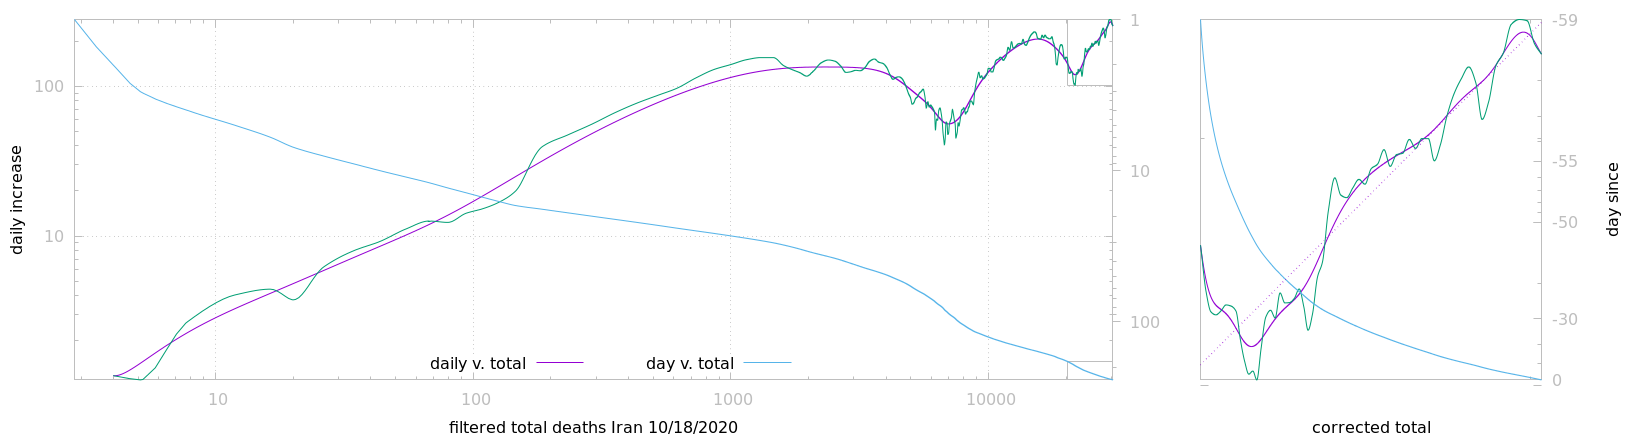 daily increase
100
10
10
100
1000
10000
1
10
100
daily v. total
day v. total
filtered total deaths Iran 10/18/2020
-59
-55
-50
-30
0
day since
corrected total